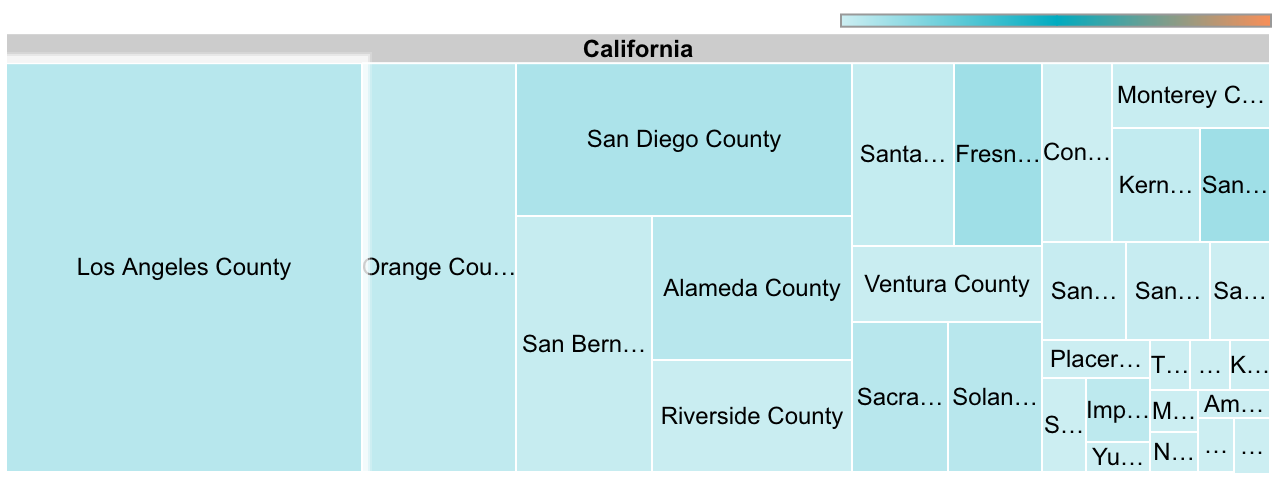 California
Los Angeles County
Orange Cou…
San Diego County
San Bern…
Alameda County
Riverside County
Santa…
Fresn…
Ventura County
Sacra…
Solan…
Con…
Monterey C…
Kern…
San…
San…
San…
Sa…
Placer…
T…
…
K…
S…
Imp…
Yu…
M…
Am…
N…
…
…